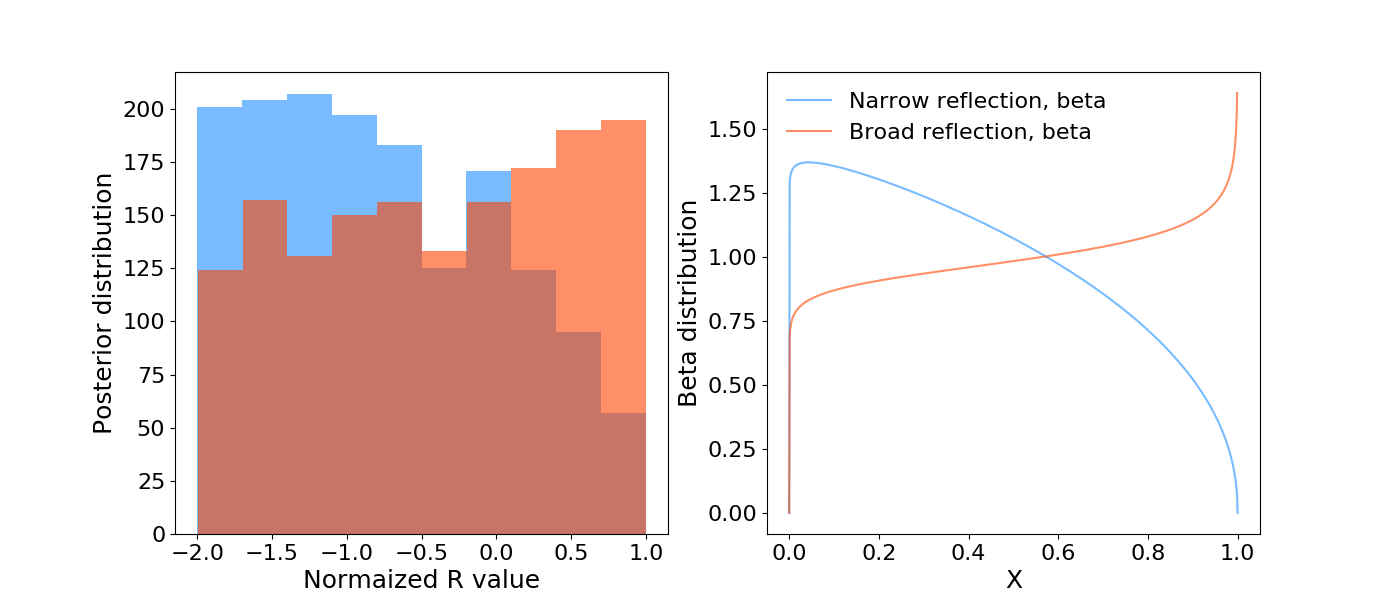 Posterior distribution
200
175
150
125
100
75
50
25
0
−2.0 −1.5 −1.0 −0.5 0.0 0.5 1.0
Normaized R value
Beta distribution
1.50
1.25
1.00
0.75
0.50
0.25
0.00
Narrow reflection, beta
Broad reflection, beta
0.0 0.2 0.4 0.6 0.8 1.0
X